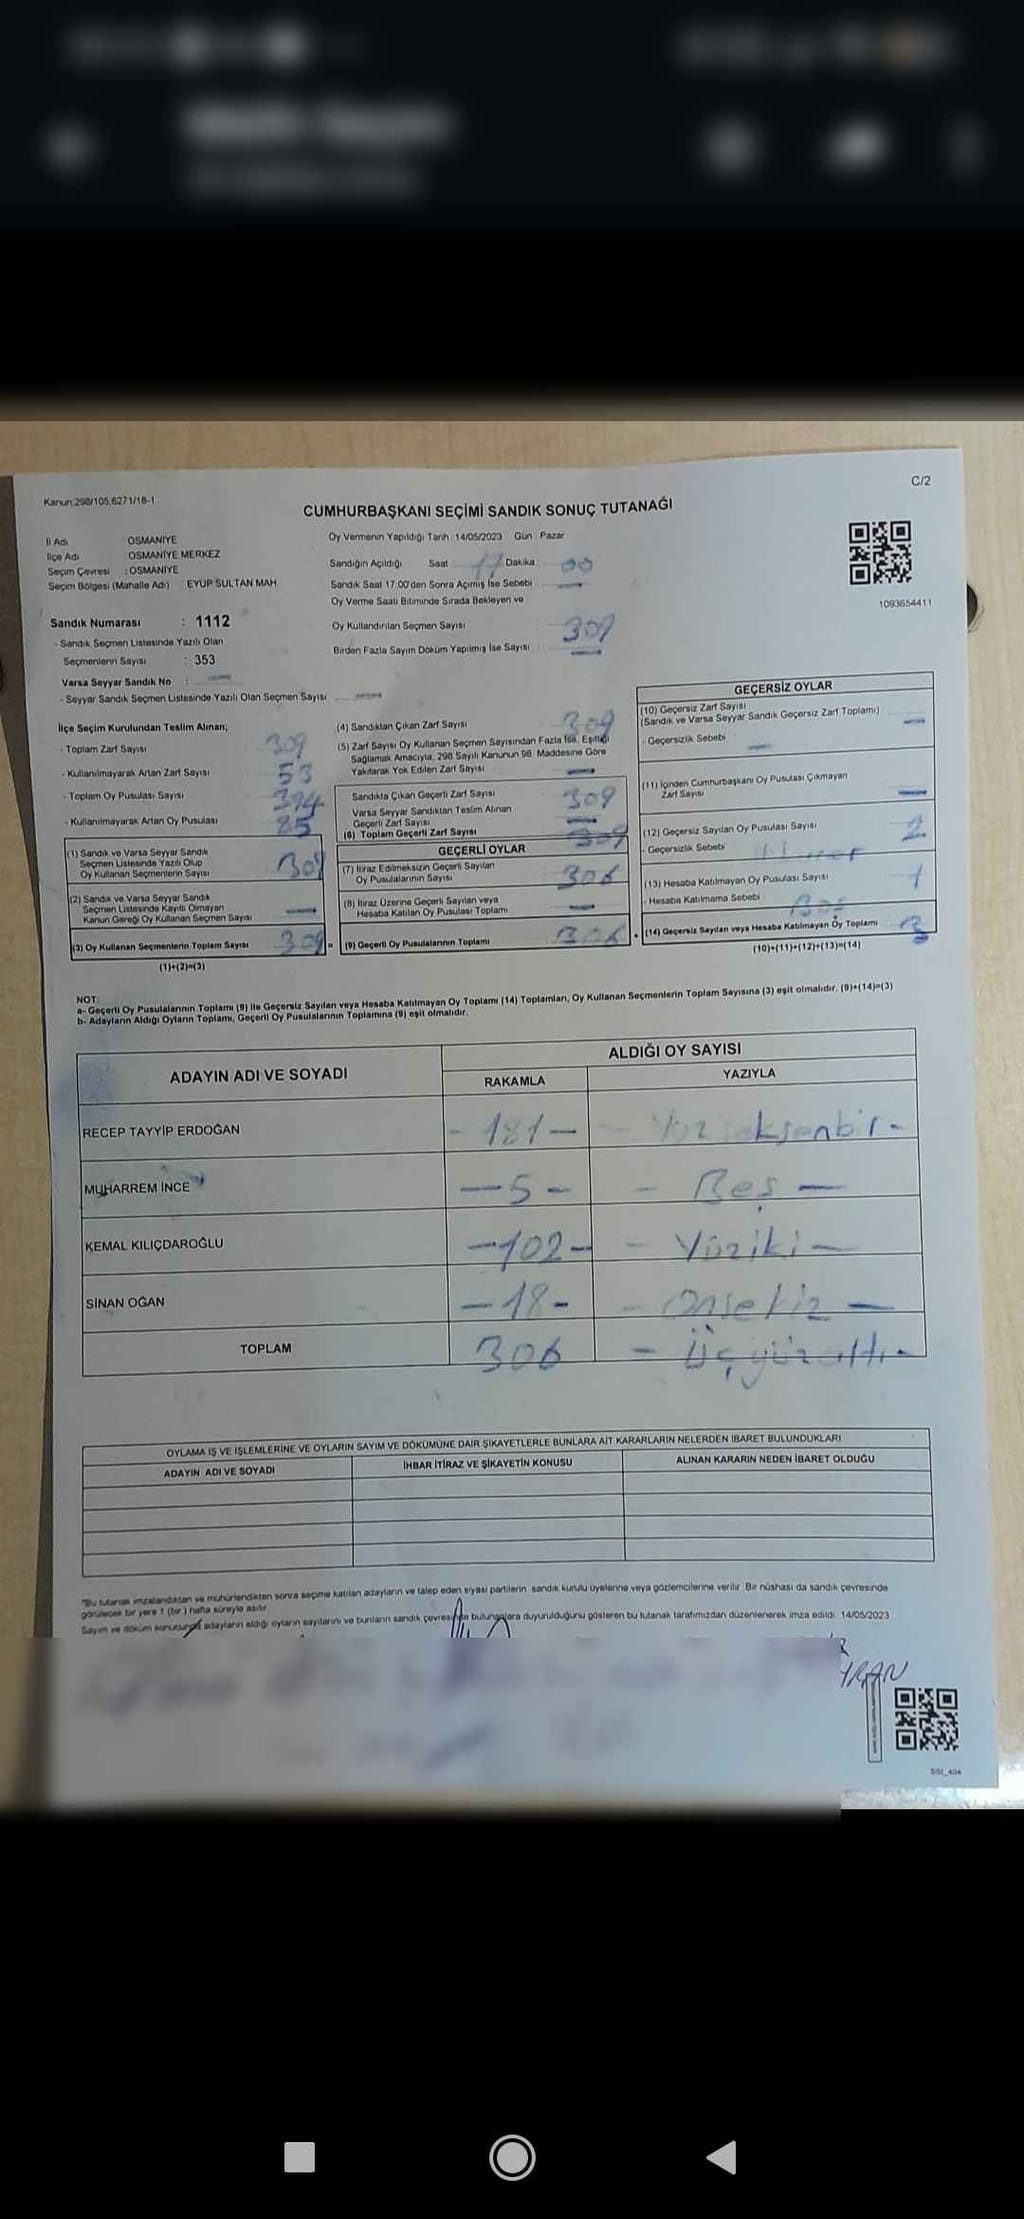 C/2
Kanun:298/105,6271/18-1
CUMHURBAŞKANI SEÇİMİ SANDIK SONUÇ TUTANAĞI
İl Adı OSMANİYE
İlçe Adı OSMANİYE MERKEZ
Seçim Çevresi : OSMANİYE
Seçim Bölgesi (Mahalle Adı) : EYÜP SULTAN MAH.
Oy Vermenin Yapıldığı Tarih : 14/05/2023 Gün : Pazar
Sandığın Açıldığı Saat 17 Dakika 00
Sandık Saat 17:00'den Sonra Açımış İse Sebebi —
Oy Verme Saati Bitiminde Sırada Bekleyen ve
Oy Kullandırılan Seçmen Sayısı 309
Birden Fazla Sayım Döküm Yapılmış İse Sayısı —
1093654411
Sandık Numarası : 1112
- Sandık Seçmen Listesinde Yazılı Olan
Seçmenlerin Sayısı : 353
Varsa Seyyar Sandık No : —
- Seyyar Sandık Seçmen Listesinde Yazılı Olan Seçmen Sayısı —
İlçe Seçim Kurulundan Teslim Alınan;
- Toplam Zarf Sayısı 309
- Kullanılmayarak Artan Zarf Sayısı 53
- Toplam Oy Pusulası Sayısı 394
- Kullanılmayarak Artan Oy Pusulası 85
(1) Sandık ve Varsa Seyyar Sandık
Seçmen Listesinde Yazılı Olup
Oy Kullanan Seçmenlerin Sayısı 309
(2) Sandık ve Varsa Seyyar Sandık
Seçmen Listesinde Kayıtlı Olmayan
Kanun Gereği Oy Kullanan Seçmen Sayısı —
(3) Oy Kullanan Seçmenlerin Toplam Sayısı 309 =
(1)+(2)=(3)
(4) Sandıktan Çıkan Zarf Sayısı 309
(5) Zarf Sayısı Oy Kullanan Seçmen Sayısından Fazla İse, Eşitliği
Sağlamak Amacıyla, 298 Sayılı Kanunun 98. Maddesine Göre
Yakılarak Yok Edilen Zarf Sayısı —
Sandıkta Çıkan Geçerli Zarf Sayısı 309
Varsa Seyyar Sandıktan Teslim Alınan
Geçerli Zarf Sayısı —
(6) Toplam Geçerli Zarf Sayısı 309
GEÇERLİ OYLAR
(7) İtiraz Edilmeksizin Geçerli Sayılan
Oy Pusulalarının Sayısı 306
(8) İtiraz Üzerine Geçerli Sayılan veya
Hesaba Katılan Oy Pusulası Toplamı —
(9) Geçerli Oy Pusulalarının Toplamı 306 +
GEÇERSİZ OYLAR
(10) Geçersiz Zarf Sayısı
(Sandık ve Varsa Seyyar Sandık Geçersiz Zarf Toplamı) —
- Geçersizlik Sebebi —
(11) İçinden Cumhurbaşkanı Oy Pusulası Çıkmayan
Zarf Sayısı —
(12) Geçersiz Sayılan Oy Pusulası Sayısı 2
- Geçersizlik Sebebi
(13) Hesaba Katılmayan Oy Pusulası Sayısı 1
- Hesaba Katılmama Sebebi
(14) Geçersiz Sayılan veya Hesaba Katılmayan Oy Toplamı 3
(10)+(11)+(12)+(13)=(14)
NOT:
a- Geçerli Oy Pusulalarının Toplamı (9) ile Geçersiz Sayılan veya Hesaba Katılmayan Oy Toplamı (14) Toplamları, Oy Kullanan Seçmenlerin Toplam Sayısına (3) eşit olmalıdır. (9)+(14)=(3)
b- Adayların Aldığı Oyların Toplamı, Geçerli Oy Pusulalarının Toplamına (9) eşit olmalıdır.
ADAYIN ADI VE SOYADI ALDIĞI OY SAYISI
RAKAMLA YAZIYLA
RECEP TAYYİP ERDOĞAN - 181 — - Yüzseksenbir -
MUHARREM İNCE — 5 - - Beş —
KEMAL KILIÇDAROĞLU — 102 - - Yüziki —
SİNAN OĞAN — 18 - - Onsekiz —
TOPLAM 306 - Üçyüzaltı -
OYLAMA İŞ VE İŞLEMLERİNE VE OYLARIN SAYIM VE DÖKÜMÜNE DAİR ŞİKAYETLERLE BUNLARA AİT KARARLARIN NELERDEN İBARET BULUNDUKLARI
ADAYIN ADI VE SOYADI İHBAR İTİRAZ VE ŞİKAYETİN KONUSU ALINAN KARARIN NEDEN İBARET OLDUĞU
"Bu tutanak imzalandıktan ve mühürlendikten sonra seçime katılan adayların ve talep eden siyasi partilerin sandık kurulu üyelerine veya gözlemcilerine verilir. Bir nüshası da sandık çevresinde
görülecek bir yere 1 (bir) hafta süreyle asılır.
Sayım ve döküm sonucunda adayların aldığı oyların sayılarını ve bunların sandık çevresinde bulunanlara duyurulduğunu gösteren bu tutanak tarafımızdan düzenlenerek imza edildi. 14/05/2023
SSI_404